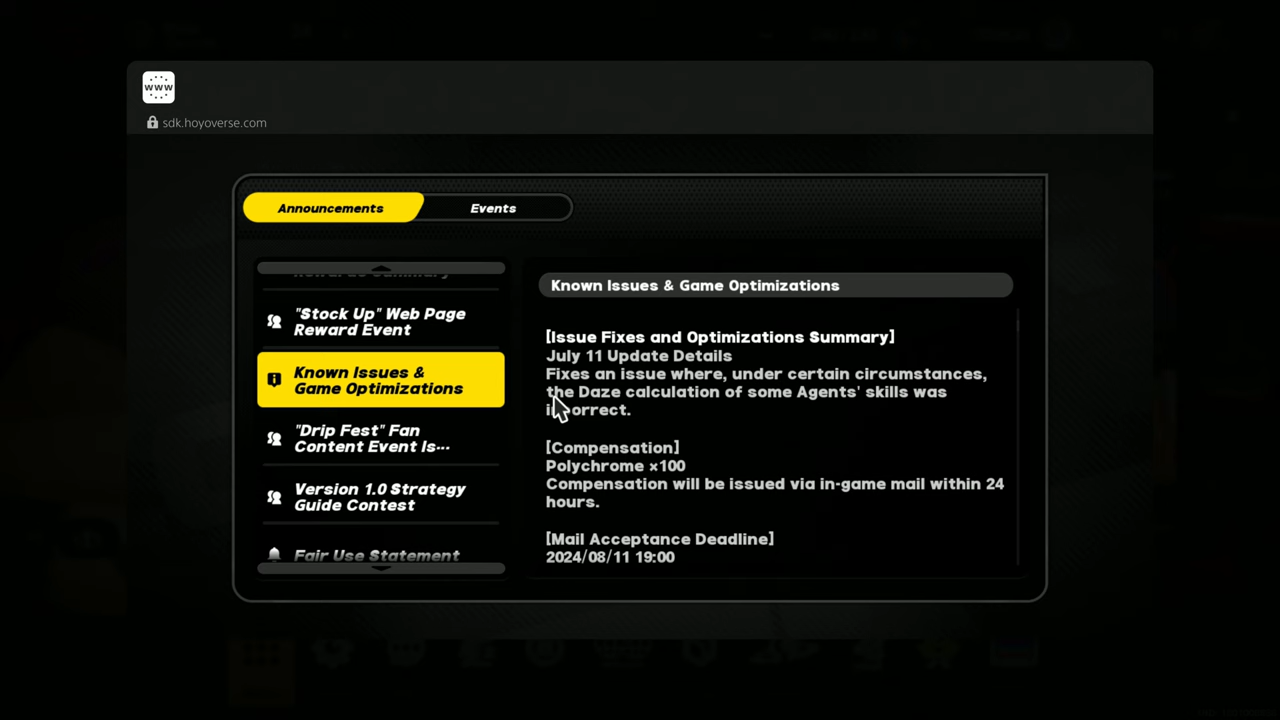 www
sdk.hoyoverse.com
Announcements
Events
Rewards Summary
"Stock Up" Web Page
Reward Event
Known Issues &
Game Optimizations
"Drip Fest" Fan
Content Event Is···
Version 1.0 Strategy
Guide Contest
Fair Use Statement
Known Issues & Game Optimizations
[Issue Fixes and Optimizations Summary]
July 11 Update Details
Fixes an issue where, under certain circumstances,
the Daze calculation of some Agents' skills was
incorrect.
[Compensation]
Polychrome ×100
Compensation will be issued via in-game mail within 24
hours.
[Mail Acceptance Deadline]
2024/08/11 19:00